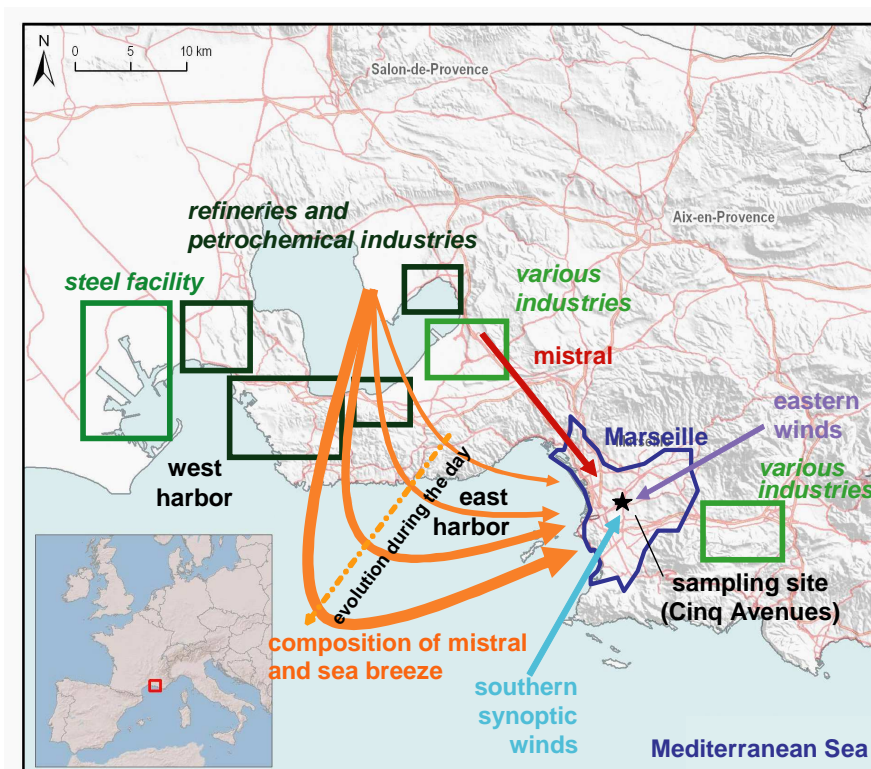 N
0 5 10 km
Salon-de-Provence
Aix-en-Provence
refineries and
petrochemical industries
steel facility
various
industries
mistral
eastern
winds
Marseille
various
industries
west
harbor
east
harbor
evolution during the day
sampling site
(Cinq Avenues)
composition of mistral
and sea breeze
southern
synoptic
winds
Mediterranean Sea